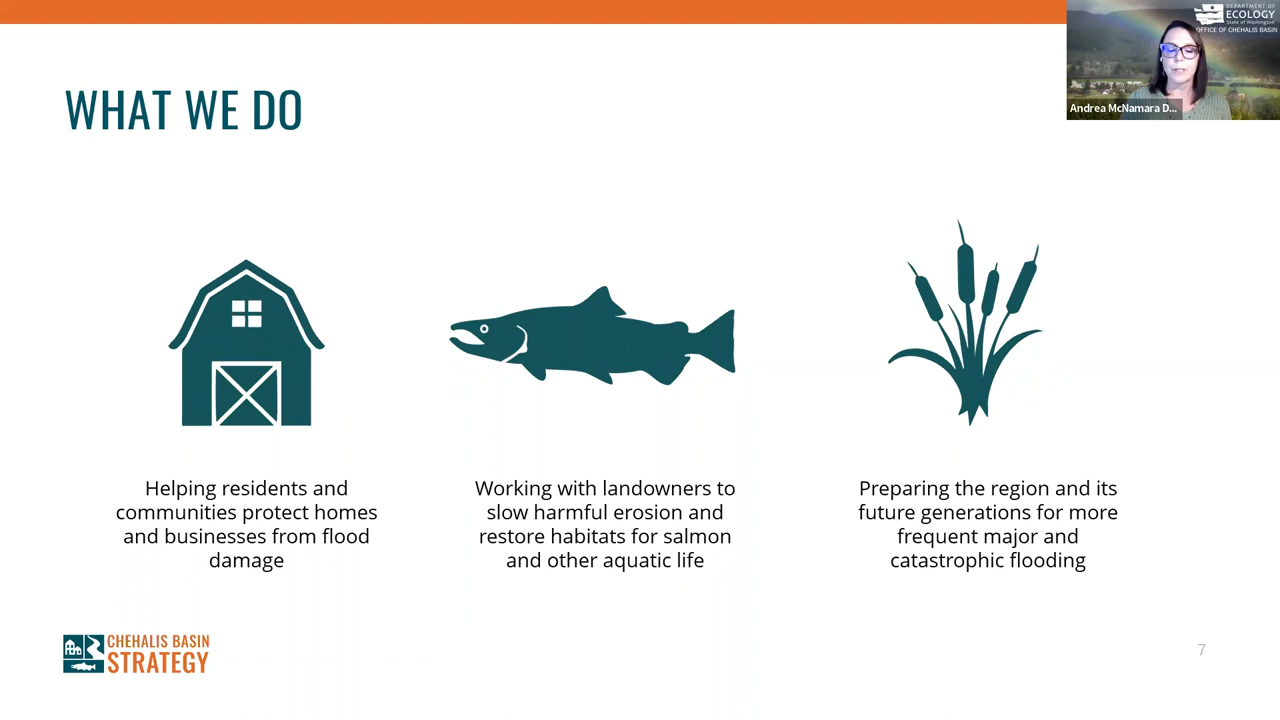 DEPARTMENT OF
ECOLOGY
State of Washington
OFFICE OF CHEHALIS BASIN
Andrea McNamara D...
WHAT WE DO
Helping residents and
communities protect homes
and businesses from flood
damage
Working with landowners to
slow harmful erosion and
restore habitats for salmon
and other aquatic life
Preparing the region and its
future generations for more
frequent major and
catastrophic flooding
CHEHALIS BASIN
STRATEGY
7